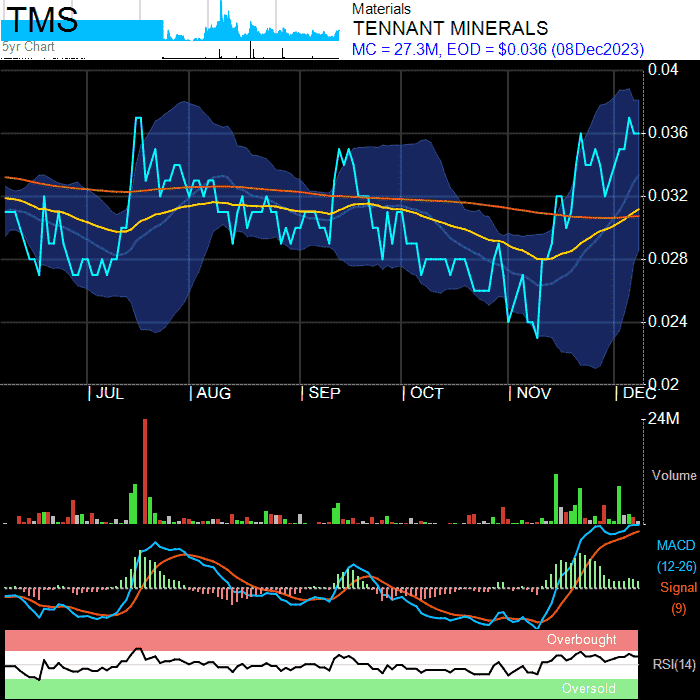 TMS
5yr Chart
Materials
TENNANT MINERALS
MC = 27.3M, EOD = $0.036 (08Dec2023)
0.04
0.036
0.032
0.028
0.024
0.02
JUL
AUG
SEP
OCT
NOV
DEC
24M
Volume
MACD
(12-26)
Signal
(9)
Overbought
RSI(14)
Oversold